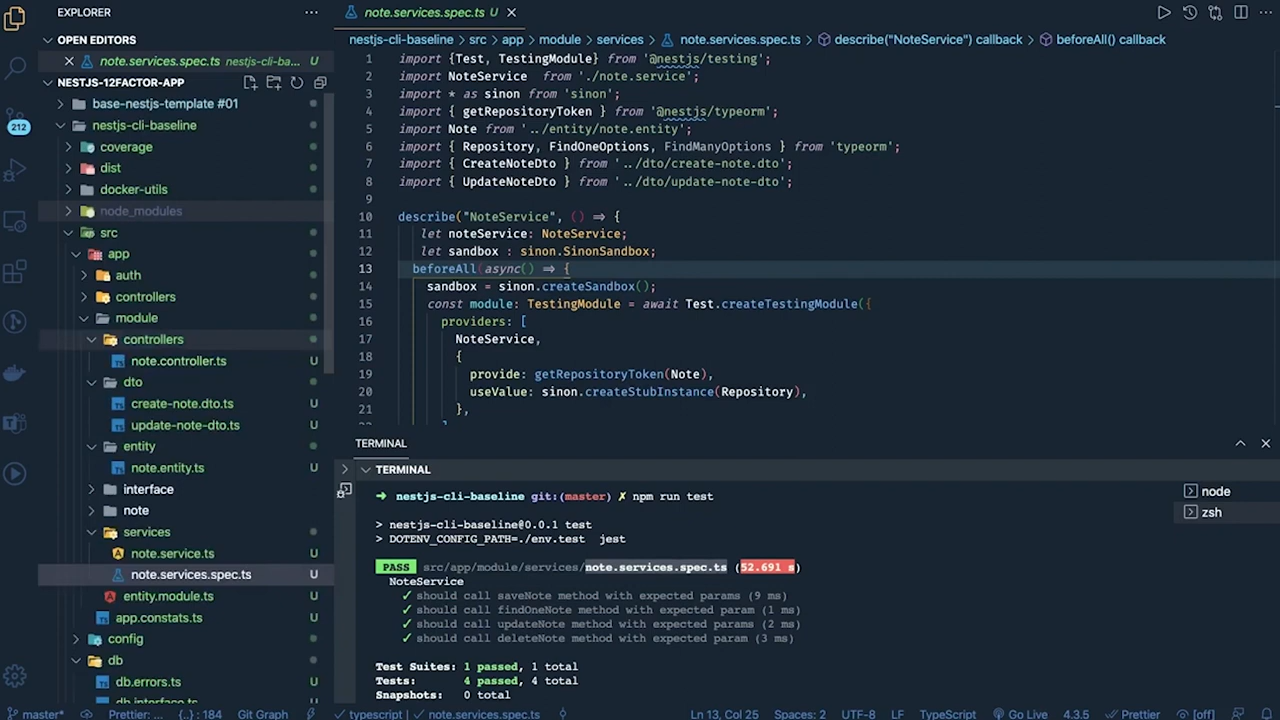 EXPLORER
note.services.spec.ts U
OPEN EDITORS
note.services.spec.ts nestjs-cli-ba... U
NESTJS-12FACTOR-APP
base-nestjs-template #01
nestjs-cli-baseline
212
coverage
dist
docker-utils
node_modules
src
app
auth
controllers
module
controllers
note.controller.ts U
dto
create-note.dto.ts U
update-note-dto.ts U
entity
note.entity.ts U
interface
note
services
note.service.ts U
note.services.spec.ts U
entity.module.ts U
app.constats.ts U
config
db
db.errors.ts U
db.interface.ts
nestjs-cli-baseline > src > app > module > services > note.services.spec.ts > describe("NoteService") callback > beforeAll() callback
1 import {Test, TestingModule} from '@nestjs/testing';
2 import NoteService from './note.service';
3 import * as sinon from 'sinon';
4 import { getRepositoryToken } from '@nestjs/typeorm';
5 import Note from '../entity/note.entity';
6 import { Repository, FindOneOptions, FindManyOptions } from 'typeorm';
7 import { CreateNoteDto } from '../dto/create-note.dto';
8 import { UpdateNoteDto } from '../dto/update-note-dto';
9
10 describe("NoteService", () => {
11 let noteService: NoteService;
12 let sandbox : sinon.SinonSandbox;
13 beforeAll(async() => {
14 sandbox = sinon.createSandbox();
15 const module: TestingModule = await Test.createTestingModule({
16 providers: [
17 NoteService,
18 {
19 provide: getRepositoryToken(Note),
20 useValue: sinon.createStubInstance(Repository),
21 },
TERMINAL
TERMINAL
➜ nestjs-cli-baseline git:(master) ✗ npm run test
> nestjs-cli-baseline@0.0.1 test
> DOTENV_CONFIG_PATH=./env.test jest
PASS src/app/module/services/note.services.spec.ts (52.691 s)
NoteService
✓ should call saveNote method with expected params (9 ms)
✓ should call findOneNote method with expected param (1 ms)
✓ should call updateNote method with expected params (2 ms)
✓ should call deleteNote method with expected param (3 ms)
Test Suites: 1 passed, 1 total
Tests: 4 passed, 4 total
Snapshots: 0 total
node
zsh
master* Prettier: ... {..} : 184 Git Graph ✓ typescript | ✓ note.services.spec.ts Ln 13, Col 25 Spaces: 2 UTF-8 LF TypeScript Go Live 4.3.5 ✓✓ Prettier [off]